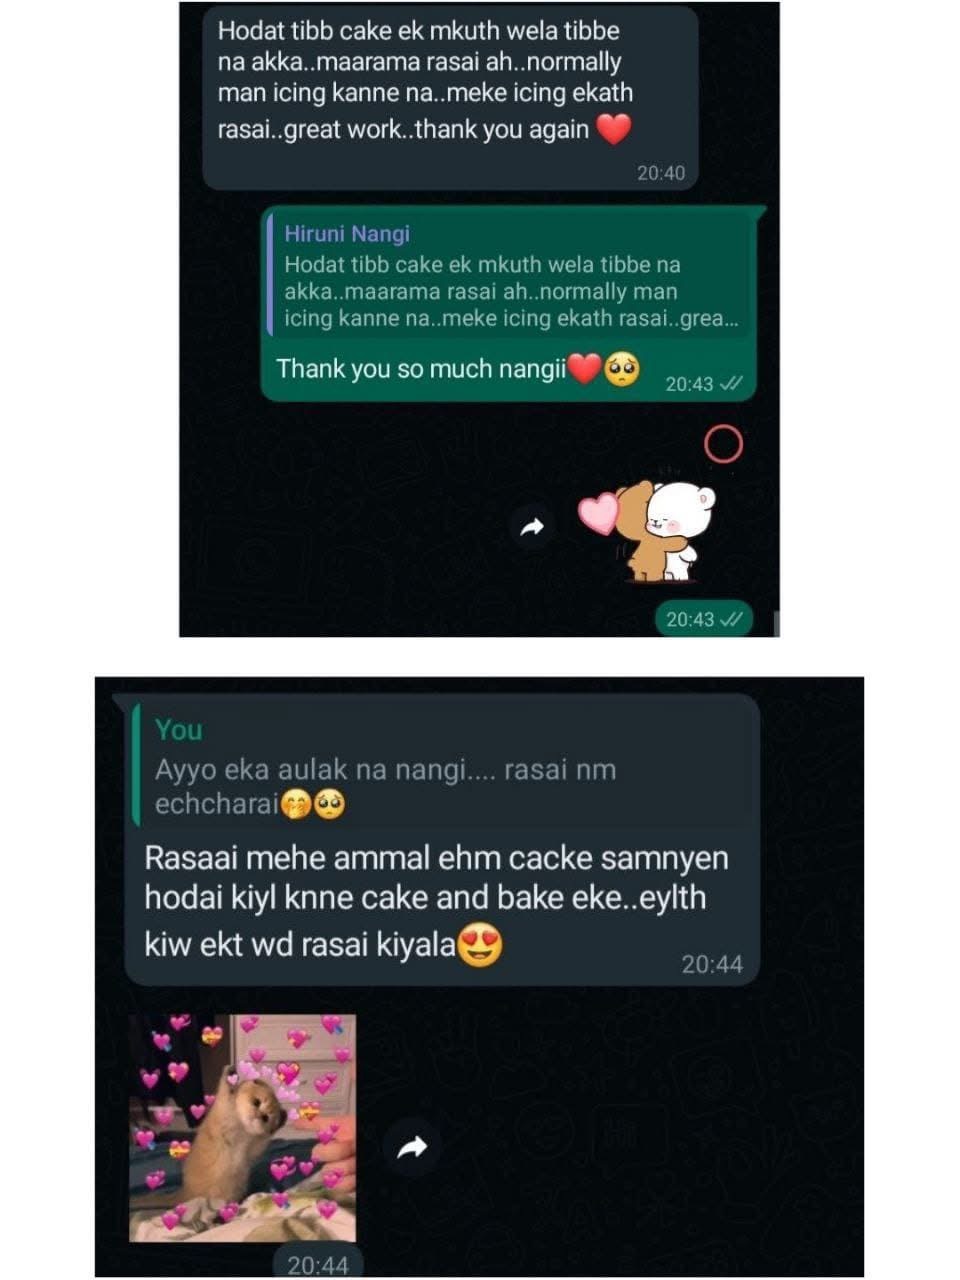 Hodat tibb cake ek mkuth wela tibbe
na akka..maarama rasai ah..normally
man icing kanne na..meke icing ekath
rasai..great work..thank you again ❤️
20:40
Hiruni Nangi
Hodat tibb cake ek mkuth wela tibbe na
akka..maarama rasai ah..normally man
icing kanne na..meke icing ekath rasai..grea...
Thank you so much nangii❤️🥺
20:43
20:43
You
Ayyo eka aulak na nangi.... rasai nm
echcharai🤭🥺
Rasaai mehe ammal ehm cacke samnyen
hodai kiyl knne cake and bake eke..eylth
kiw ekt wd rasai kiyala😍
20:44
20:44